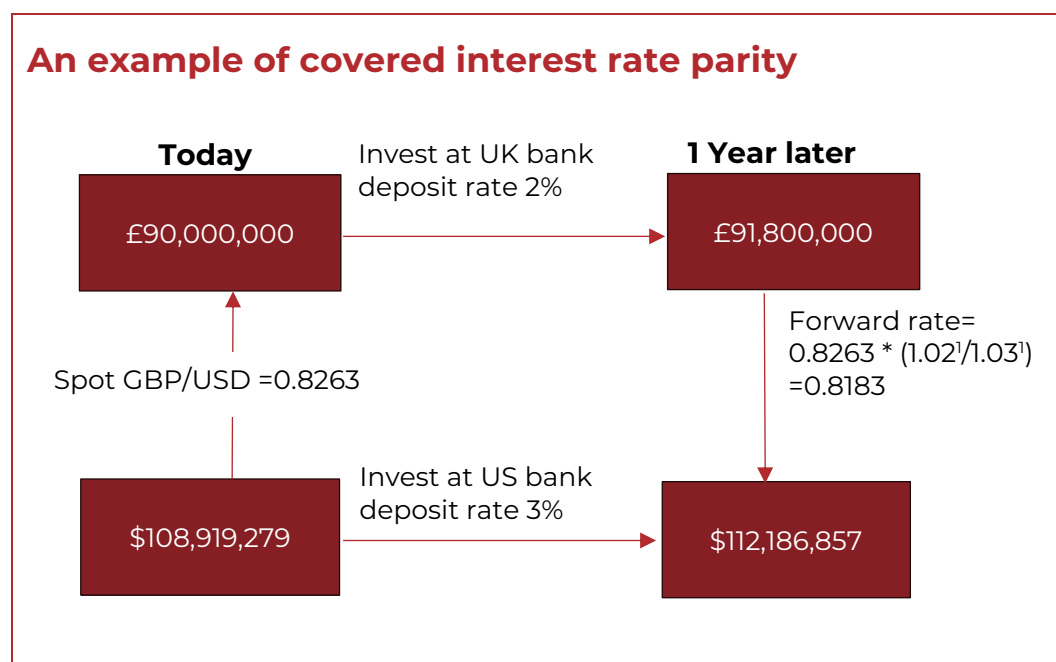 An example of covered interest rate parity
Today
Invest at UK bank
deposit rate 2%
1 Year later
£90,000,000
£91,800,000
Spot GBP/USD =0.8263
Forward rate=
0.8263 * (1.02¹/1.03¹)
=0.8183
Invest at US bank
deposit rate 3%
$108,919,279
$112,186,857